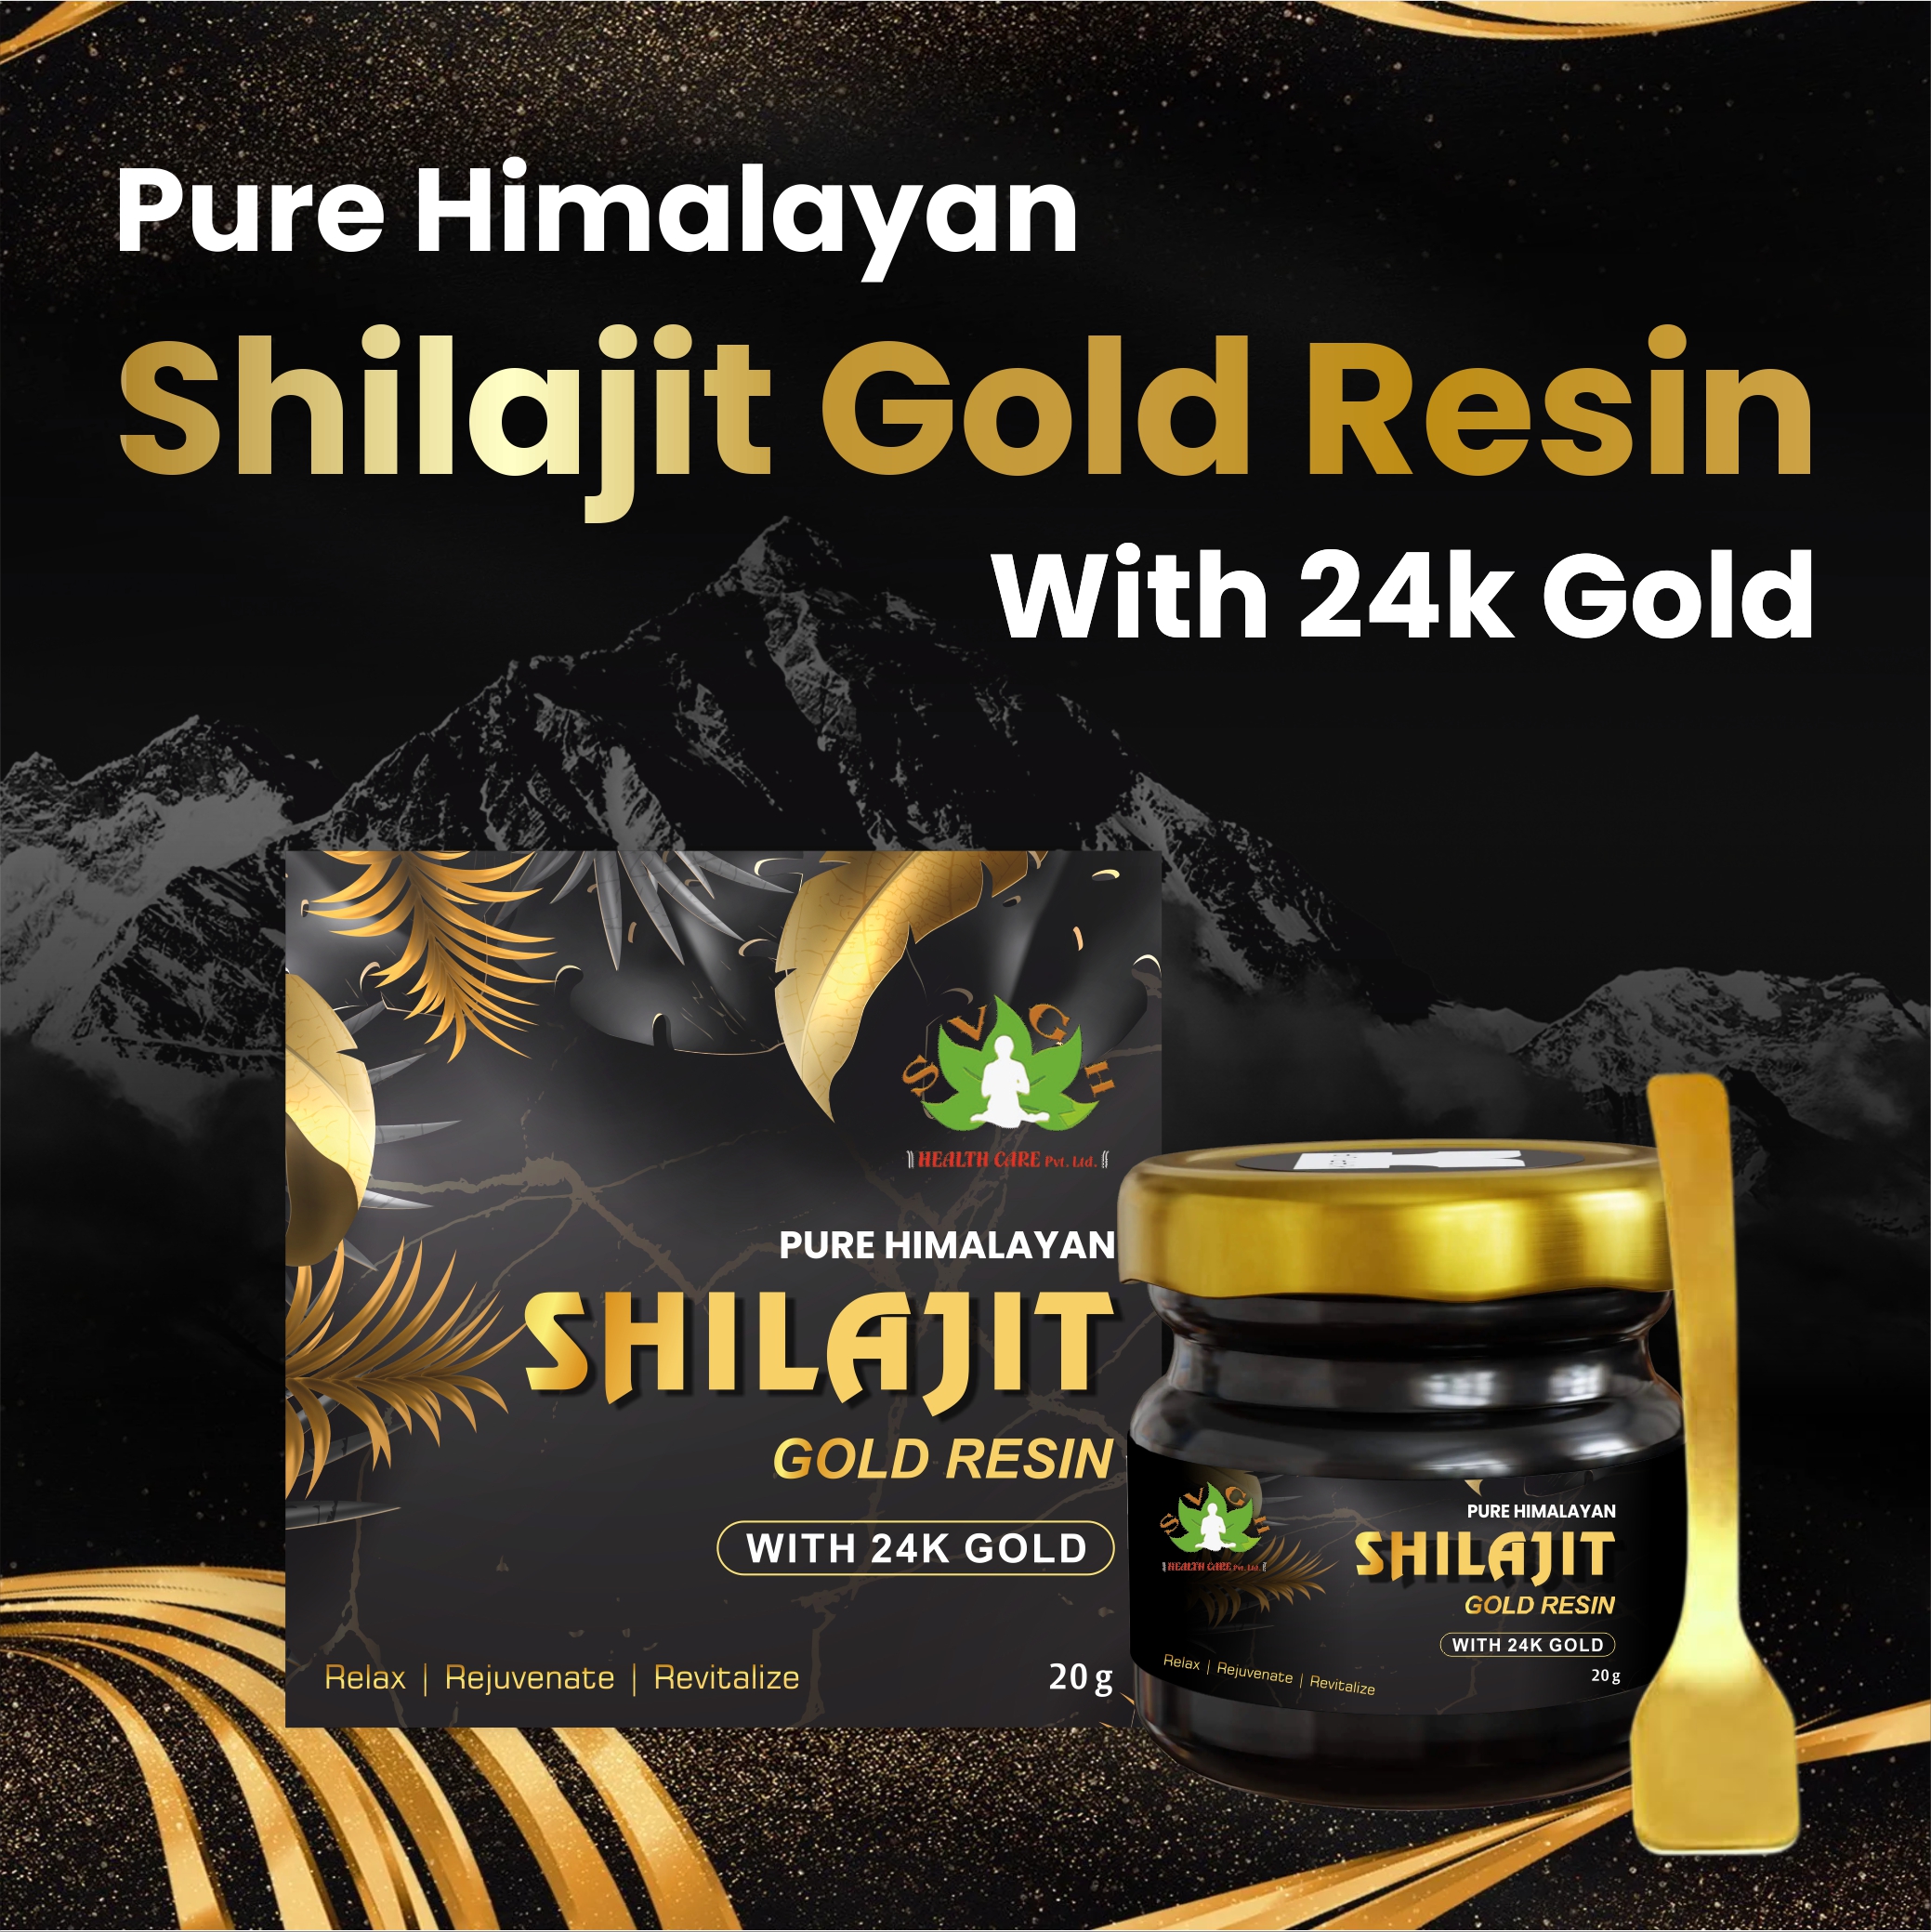 Pure Himalayan
Shilajit Gold Resin
With 24k Gold
S V G H
HEALTH CARE Pvt. Ltd.
PURE HIMALAYAN
SHILAJIT
GOLD RESIN
WITH 24K GOLD
Relax | Rejuvenate | Revitalize
20 g
S V G H
HEALTH CARE Pvt. Ltd.
PURE HIMALAYAN
SHILAJIT
GOLD RESIN
WITH 24K GOLD
Relax | Rejuvenate | Revitalize
20 g